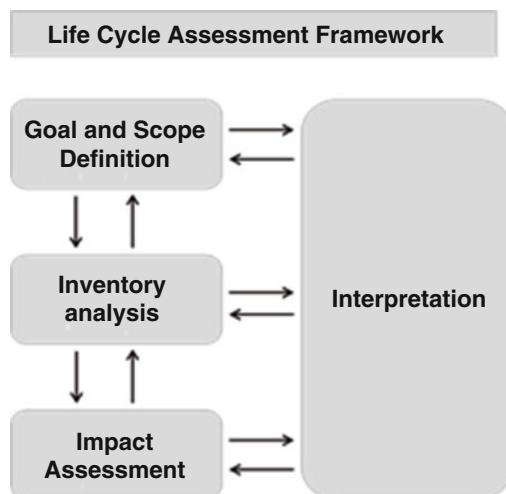 Life Cycle Assessment Framework
Goal and Scope
Definition
Inventory
analysis
Interpretation
Impact
Assessment